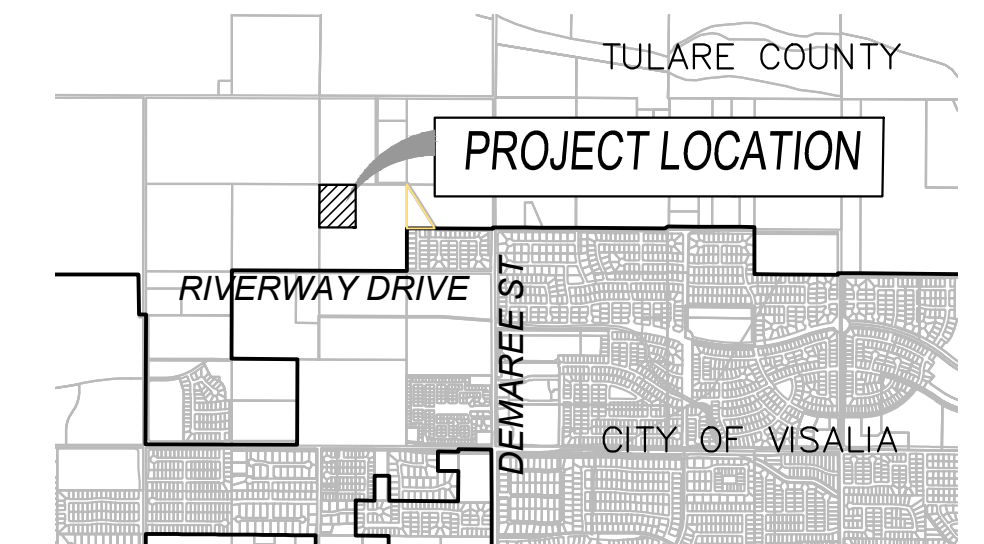 TULARE COUNTY
PROJECT LOCATION
RIVERWAY DRIVE
DEMAREE ST
CITY OF VISALIA